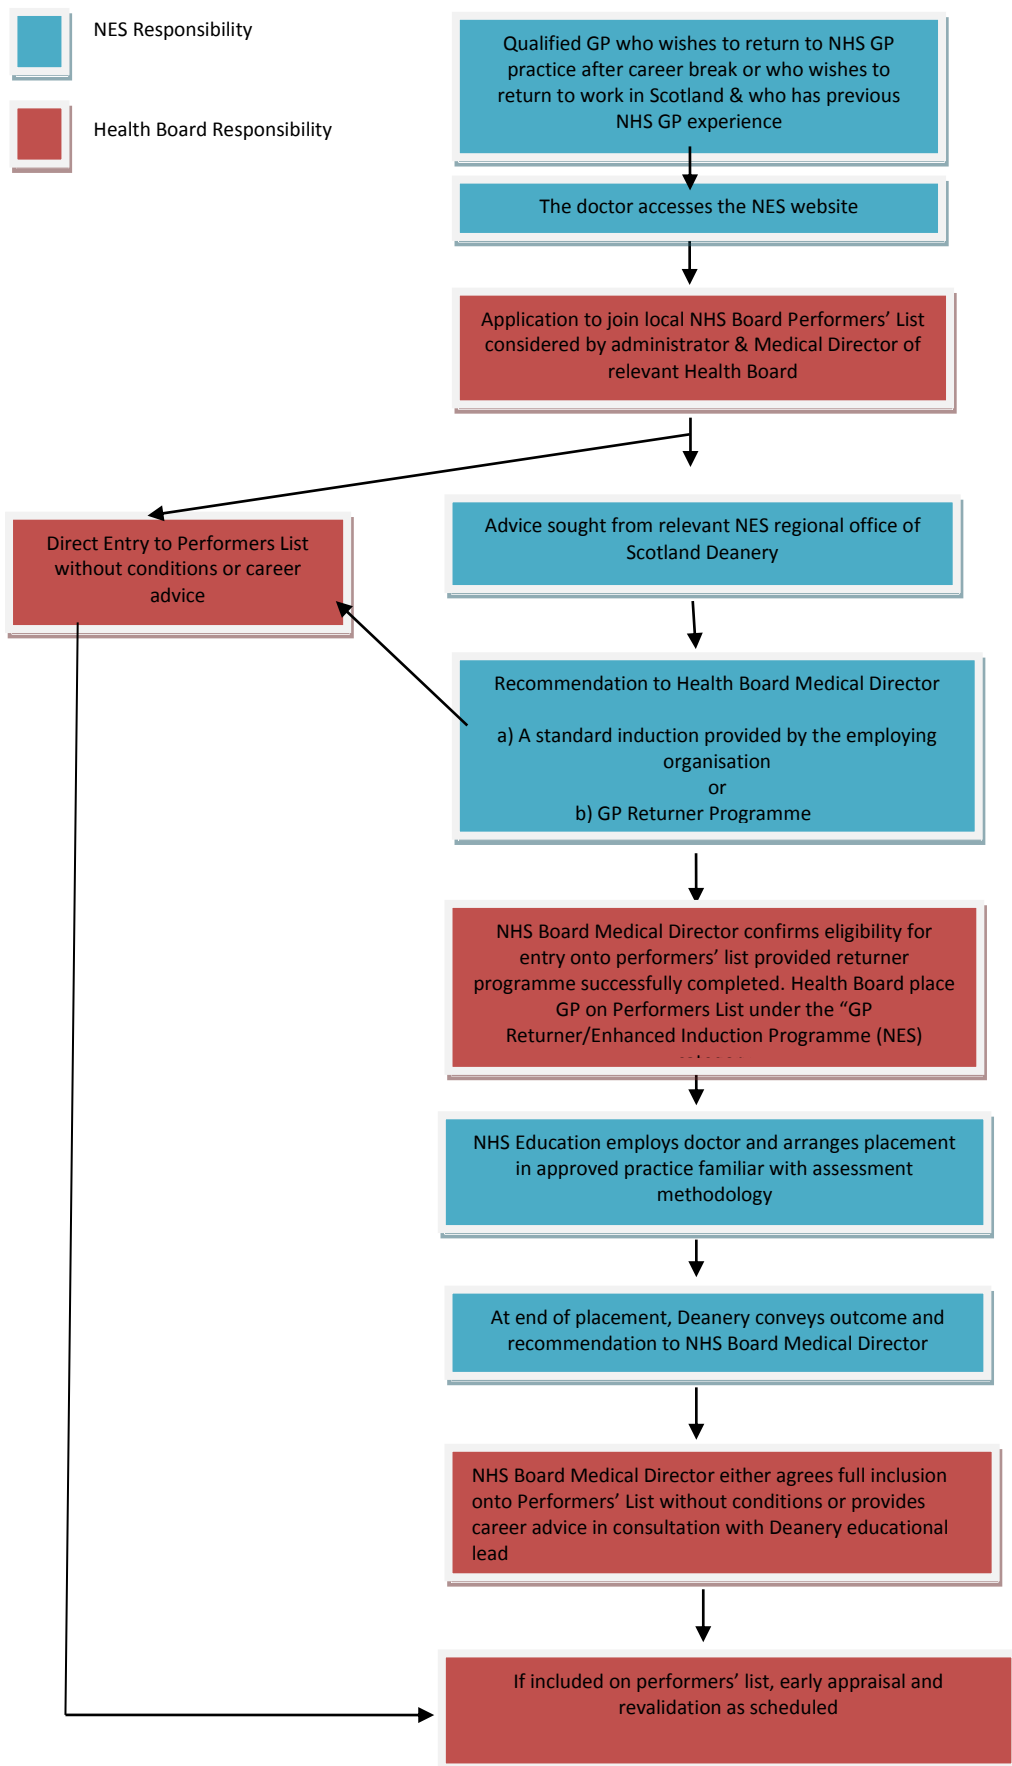 NES Responsibility
Health Board Responsibility
Qualified GP who wishes to return to NHS GP
practice after career break or who wishes to
return to work in Scotland & who has previous
NHS GP experience
The doctor accesses the NES website
Application to join local NHS Board Performers' List
considered by administrator & Medical Director of
relevant Health Board
Direct Entry to Performers List
without conditions or career
advice
Advice sought from relevant NES regional office of
Scotland Deanery
Recommendation to Health Board Medical Director
a) A standard induction provided by the employing
organisation
or
b) GP Returner Programme
NHS Board Medical Director confirms eligibility for
entry onto performers' list provided returner
programme successfully completed. Health Board place
GP on Performers List under the "GP
Returner/Enhanced Induction Programme (NES)
NHS Education employs doctor and arranges placement
in approved practice familiar with assessment
methodology
At end of placement, Deanery conveys outcome and
recommendation to NHS Board Medical Director
NHS Board Medical Director either agrees full inclusion
onto Performers' List without conditions or provides
career advice in consultation with Deanery educational
lead
If included on performers' list, early appraisal and
revalidation as scheduled